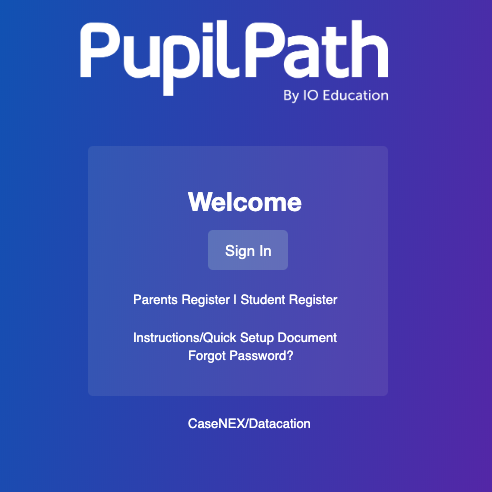 PupilPath
By IO Education
Welcome
Sign In
Parents Register | Student Register
Instructions/Quick Setup Document
Forgot Password?
CaseNEX/Datacation